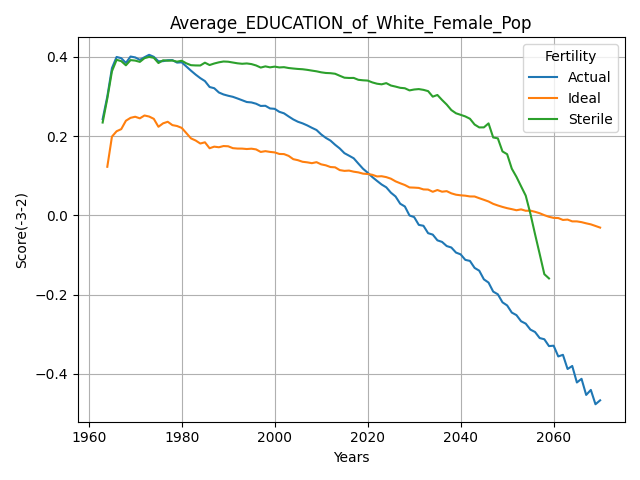 Average_EDUCATION_of_White_Female_Pop
Fertility
Actual
Ideal
Sterile
Score(-3-2)
0.4
0.2
0.0
−0.2
−0.4
1960
1980
2000
2020
2040
2060
Years